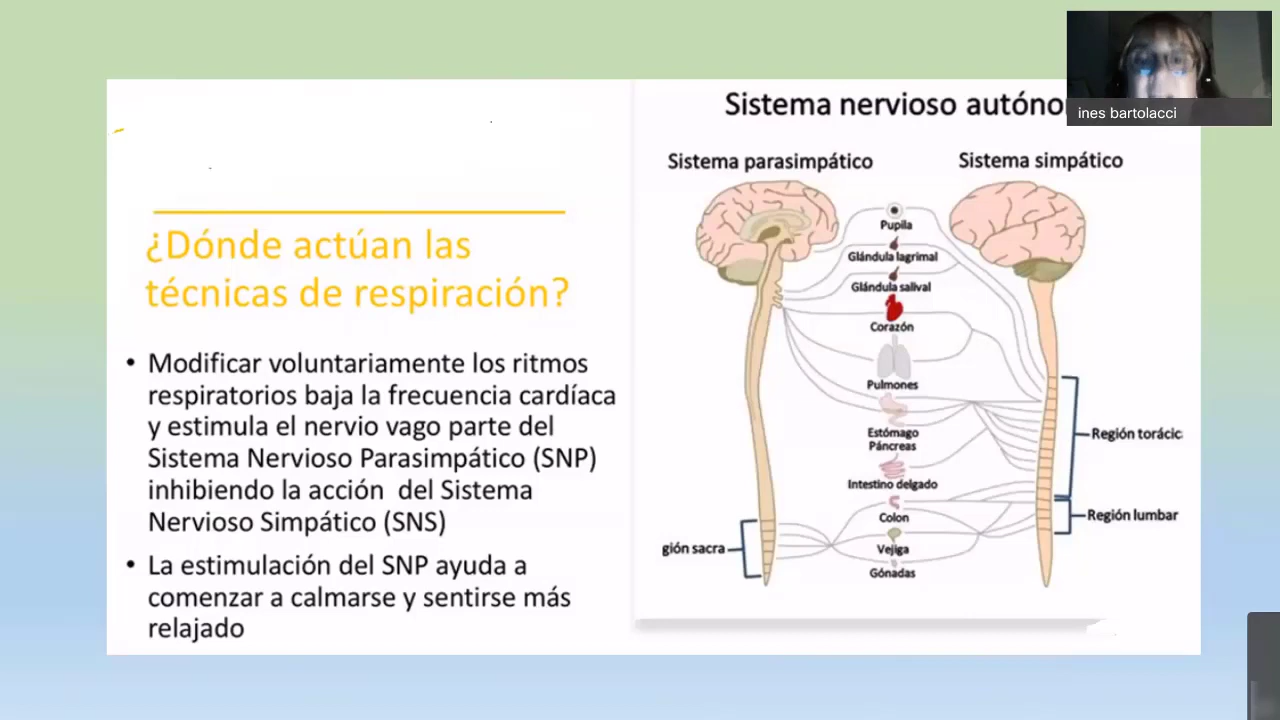 Sistema nervioso autóno
ines bartolacci
Sistema parasimpático
Sistema simpático
¿Dónde actúan las
técnicas de respiración?
• Modificar voluntariamente los ritmos
respiratorios baja la frecuencia cardíaca
y estimula el nervio vago parte del
Sistema Nervioso Parasimpático (SNP)
inhibiendo la acción del Sistema
Nervioso Simpático (SNS)
• La estimulación del SNP ayuda a
comenzar a calmarse y sentirse más
relajado
Pupila
Glándula lagrimal
Glándula salival
Corazón
Pulmones
Estómago
Páncreas
Intestino delgado
Colon
Vejiga
Gónadas
Región torácic
Región lumbar
gión sacra